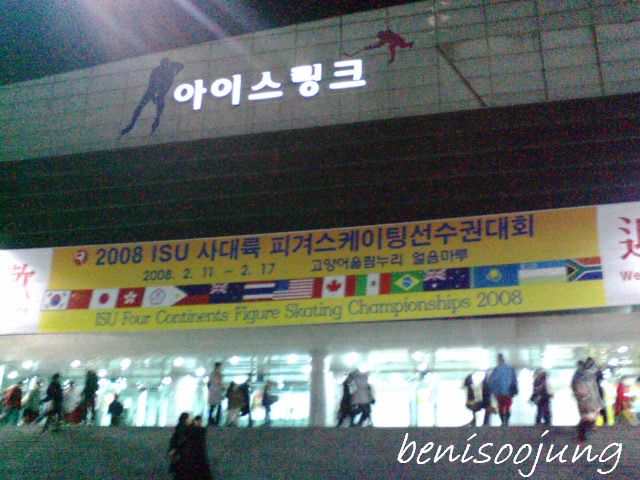 아이스링크
2008 ISU 사대륙 피겨스케이팅선수권대회
2008. 2. 11 - 2. 17 고양어울림누리 얼음마루
ISU Four Continents Figure Skating Championships 2008
benisoojung